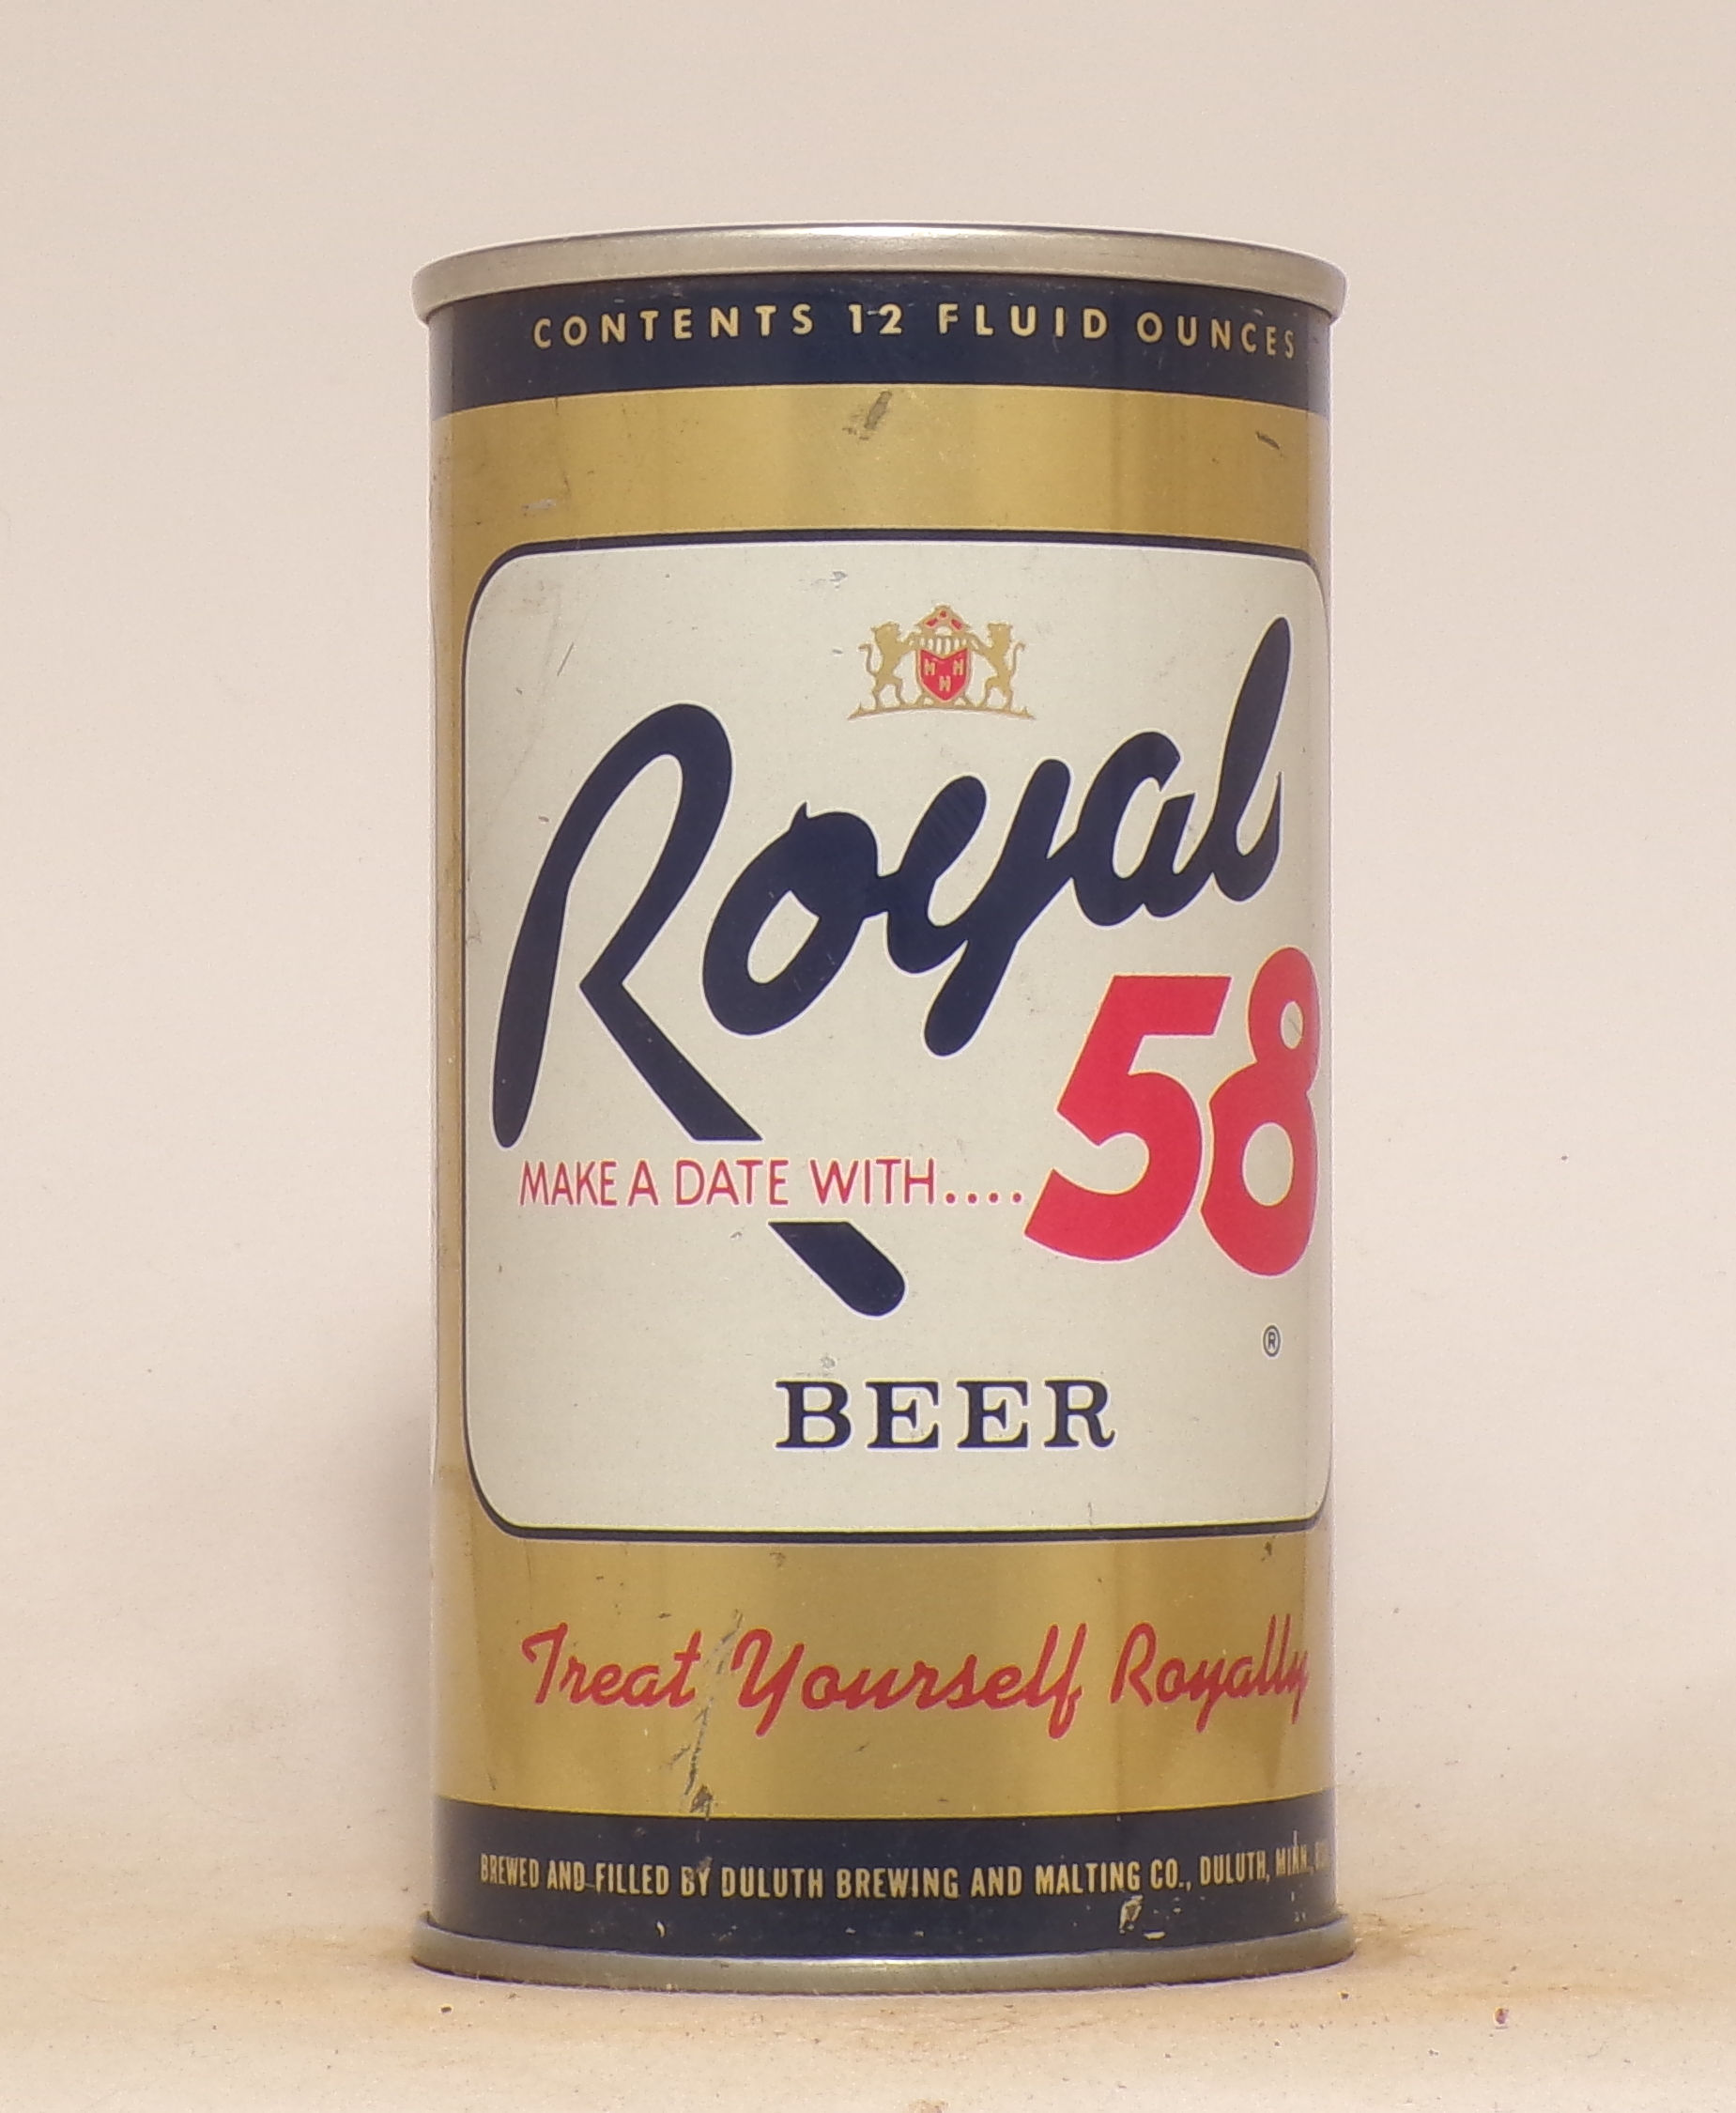 CONTENTS 12 FLUID OUNCES
M M
M
Royal
58
MAKE A DATE WITH....
®
BEER
Treat Yourself Royally
BREWED AND FILLED BY DULUTH BREWING AND MALTING CO., DULUTH, MINN.,